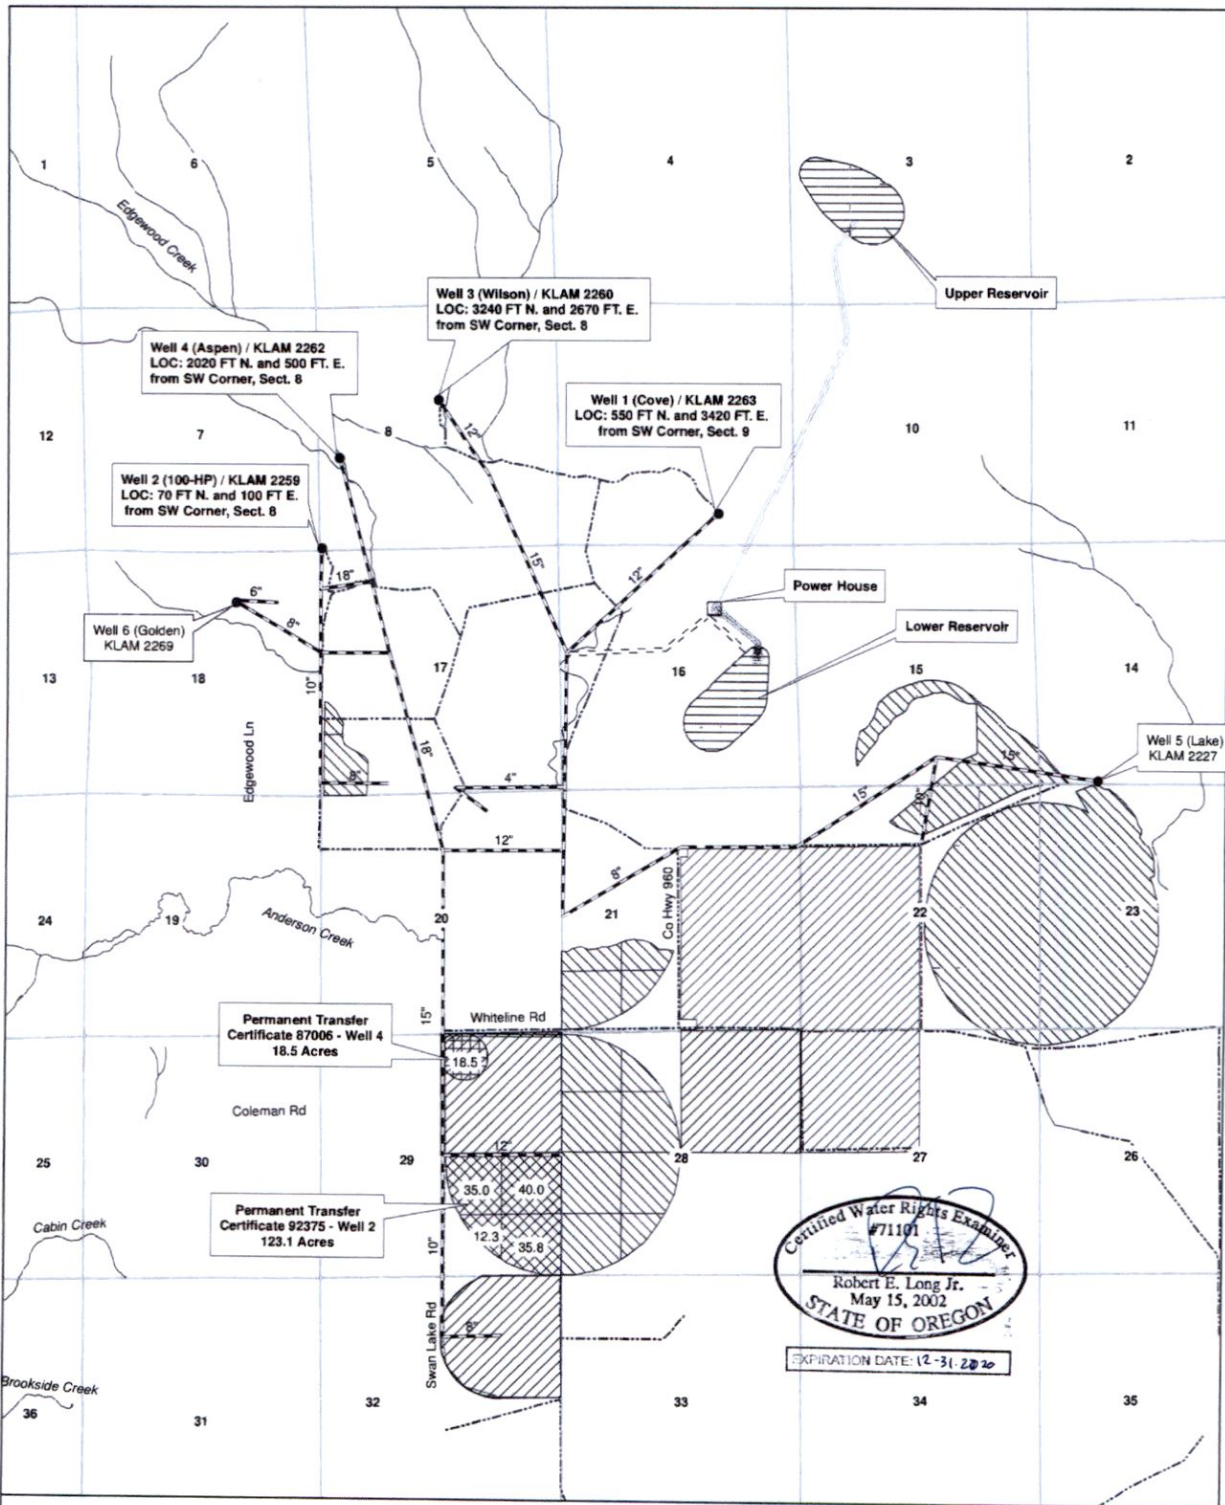 1
6
5
4
3
2
Edgewood Creek
Upper Reservoir
Well 3 (Wilson) / KLAM 2260
LOC: 3240 FT N. and 2670 FT. E.
from SW Corner, Sect. 8
Well 4 (Aspen) / KLAM 2262
LOC: 2020 FT N. and 500 FT. E.
from SW Corner, Sect. 8
Well 1 (Cove) / KLAM 2263
LOC: 550 FT N. and 3420 FT. E.
from SW Corner, Sect. 9
12
7
8
12"
10
11
Well 2 (100-HP) / KLAM 2259
LOC: 70 FT N. and 100 FT E.
from SW Corner, Sect. 8
15"
12"
18"
6"
8"
Power House
Well 6 (Golden)
KLAM 2269
Lower Reservoir
13
18
10"
17
16
15
14
Edgewood Ln
18"
8"
4"
15"
15"
10"
Well 5 (Lake)
KLAM 2227
12"
8"
Co Hwy 960
24
19
Anderson Creek
20
21
22
23
15"
Whiteline Rd
Permanent Transfer
Certificate 87006 - Well 4
18.5 Acres
18.5
Coleman Rd
12"
25
30
29
28
27
26
35.0
40.0
Permanent Transfer
Certificate 92375 - Well 2
123.1 Acres
12.3
35.8
Cabin Creek
10"
Certified Water Rights Examiner
#71101
Robert E. Long Jr.
May 15, 2002
STATE OF OREGON
EXPIRATION DATE: 12-31-2020
Swan Lake Rd
8"
Brookside Creek
36
31
32
33
34
35